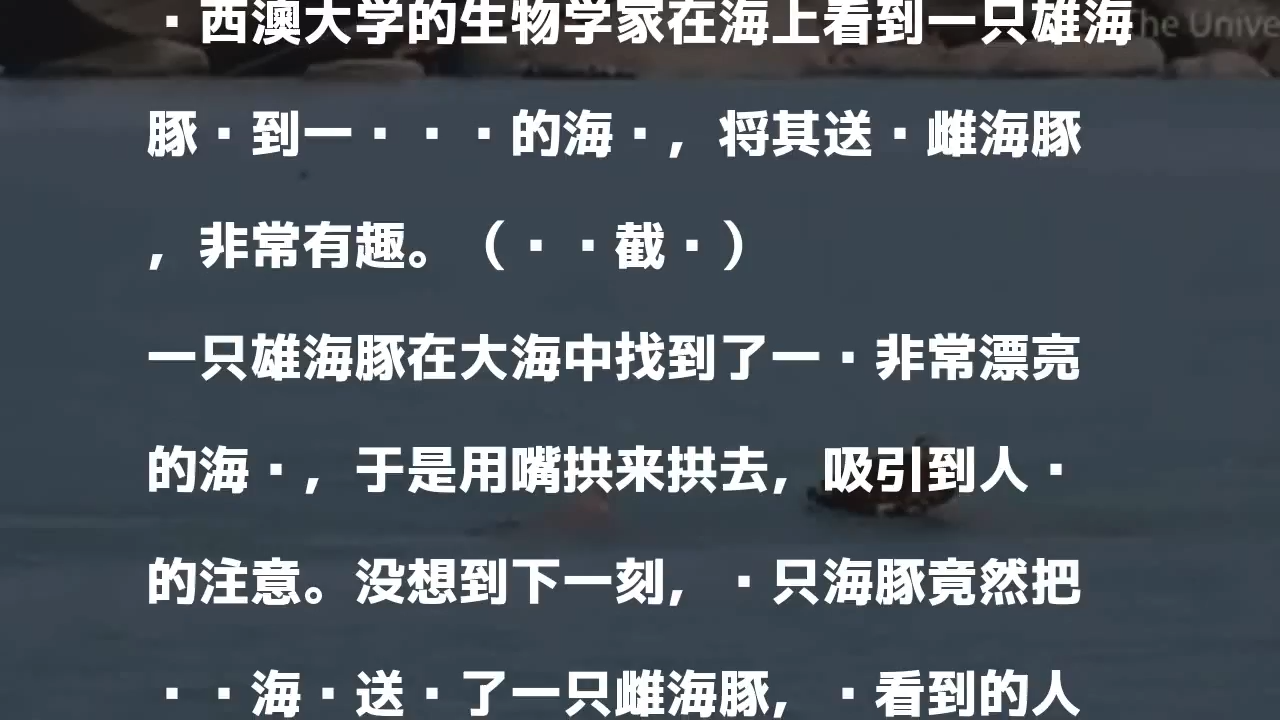 ·西澳大学的生物学家在海上看到一只雄海
The Unive
豚·到一···的海·，将其送·雌海豚
，非常有趣。（··截·）
一只雄海豚在大海中找到了一·非常漂亮
的海·，于是用嘴拱来拱去，吸引到人·
的注意。没想到下一刻，·只海豚竟然把
··海·送·了一只雌海豚，·看到的人